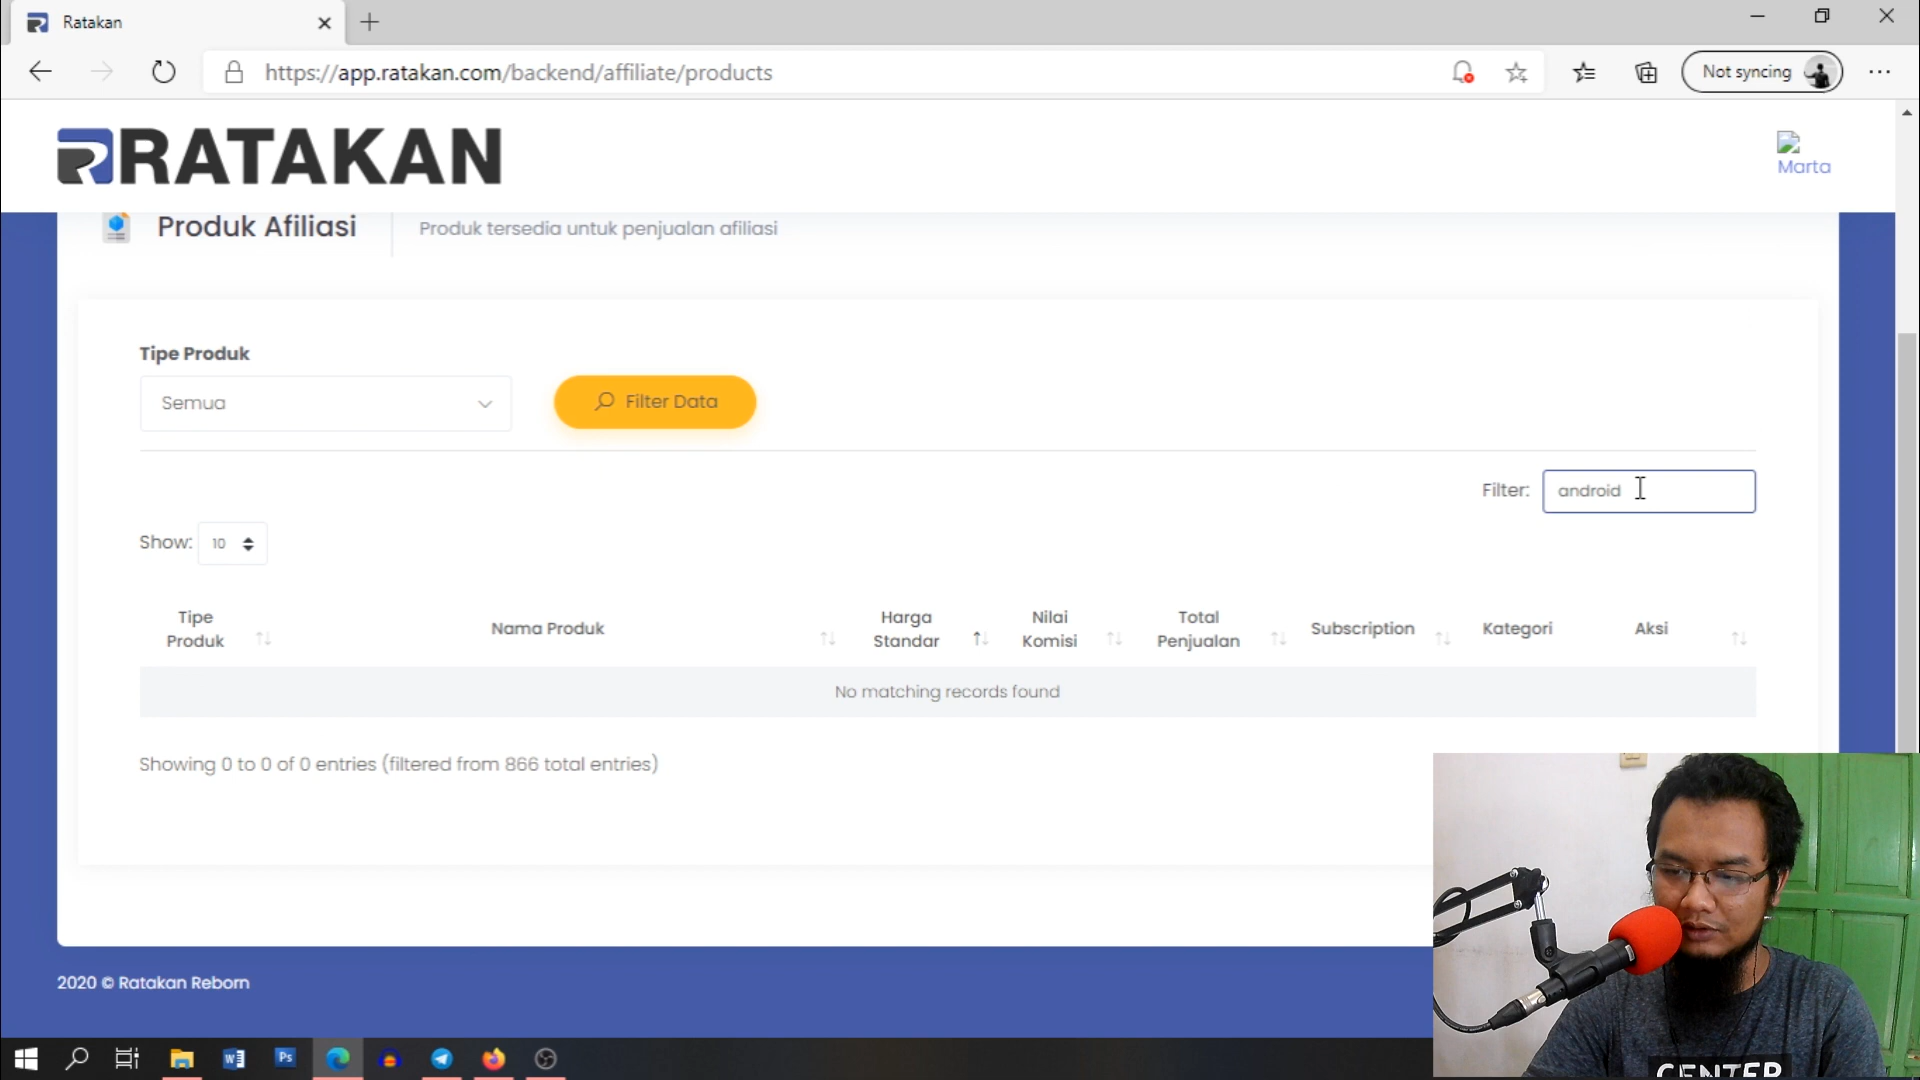 Ratakan
https://app.ratakan.com/backend/affiliate/products
Not syncing
RATAKAN
Marta
Produk Afiliasi
Produk tersedia untuk penjualan afiliasi
Tipe Produk
Semua
Filter Data
Filter:
android
Show:
10
Tipe Produk
Nama Produk
Harga Standar
Nilai Komisi
Total Penjualan
Subscription
Kategori
Aksi
No matching records found
Showing 0 to 0 of 0 entries (filtered from 866 total entries)
2020 © Ratakan Reborn
W
Ps
CENTER